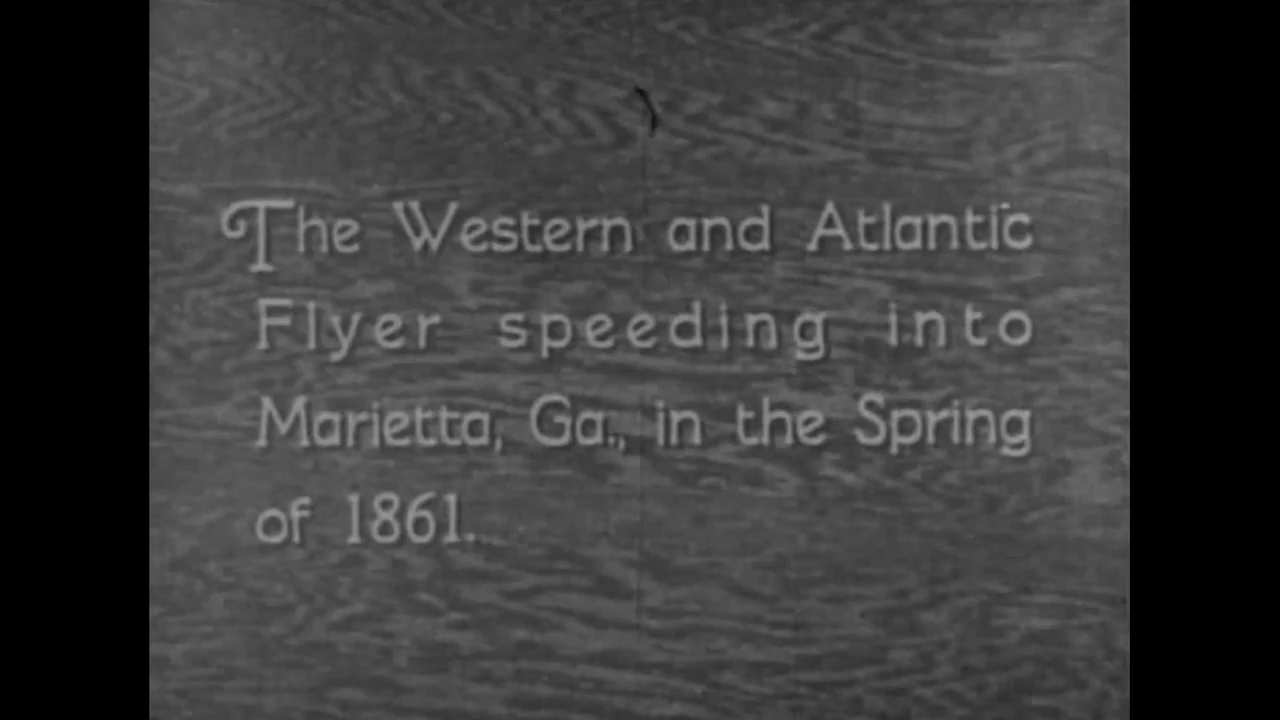 The Western and Atlantic
Flyer speeding into
Marietta, Ga., in the Spring
of 1861.